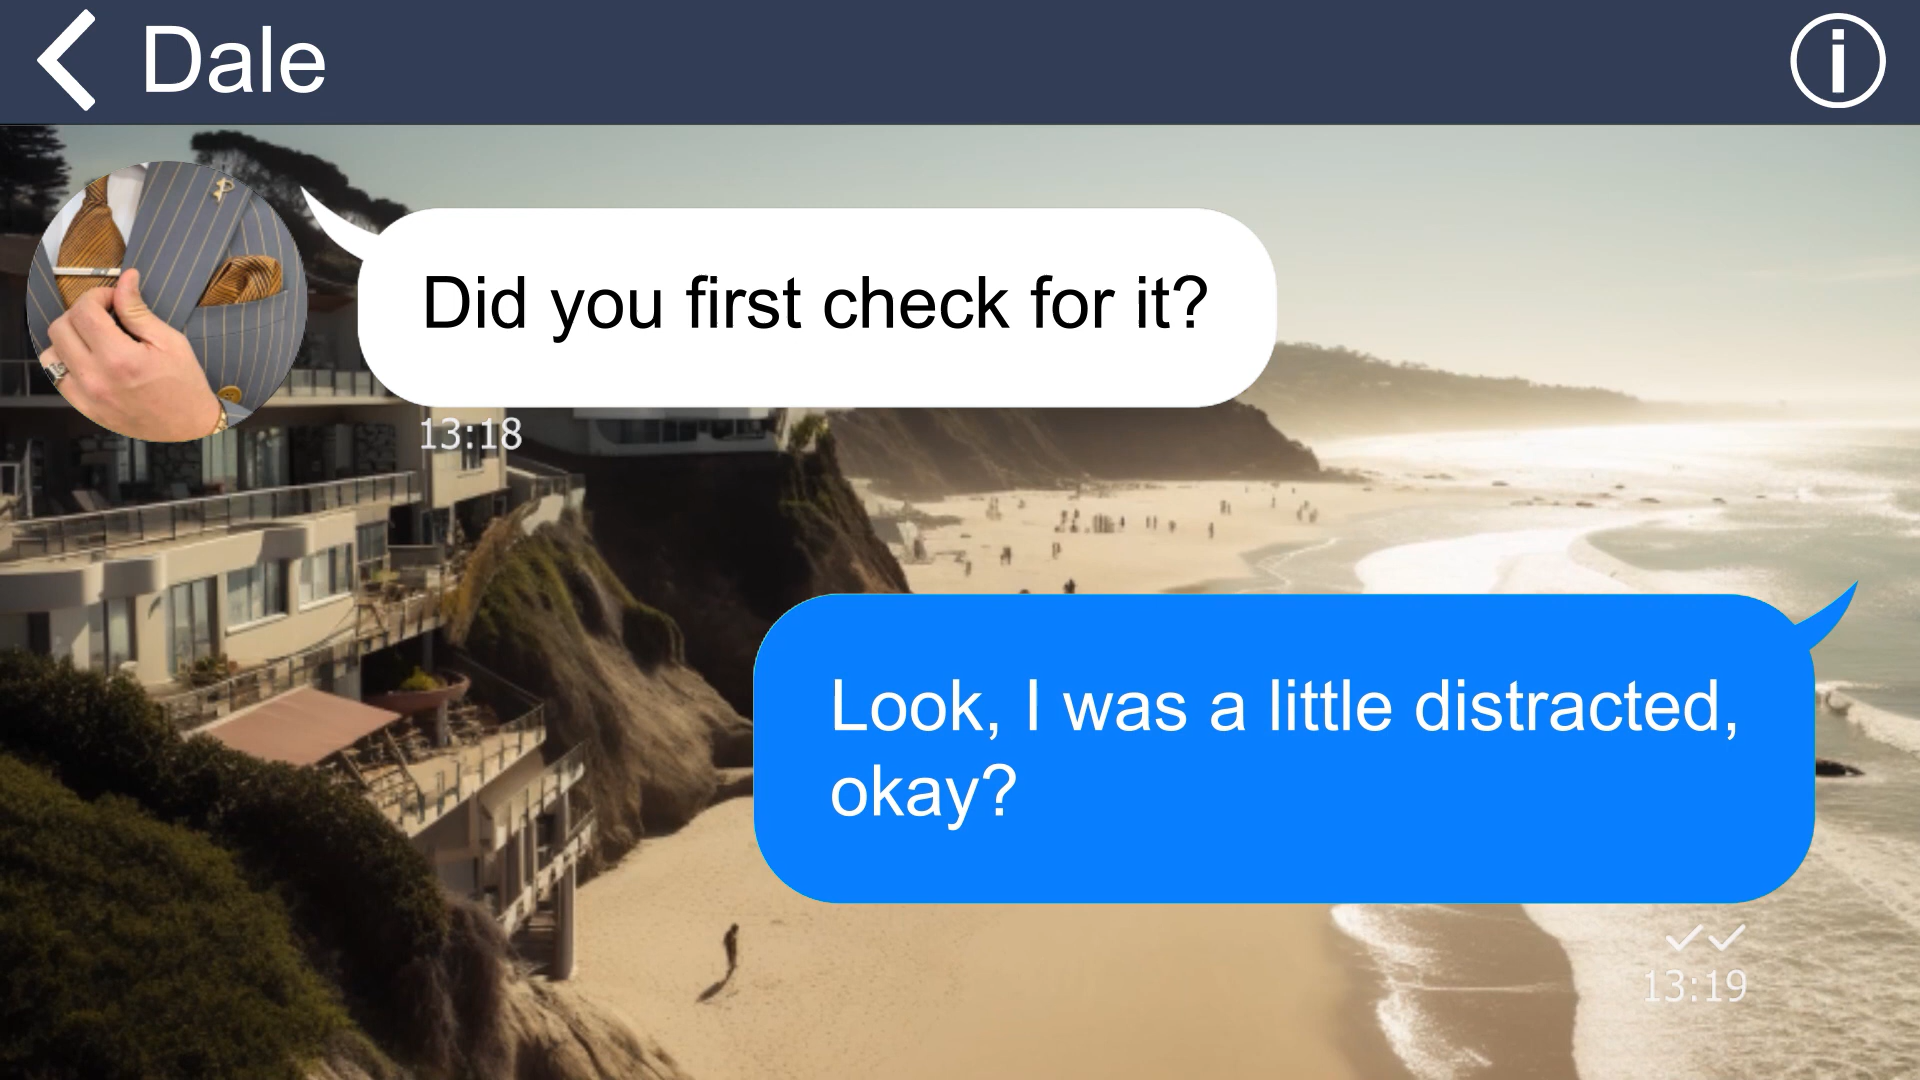 Dale
Did you first check for it?
13:18
Look, I was a little distracted,
okay?
13:19